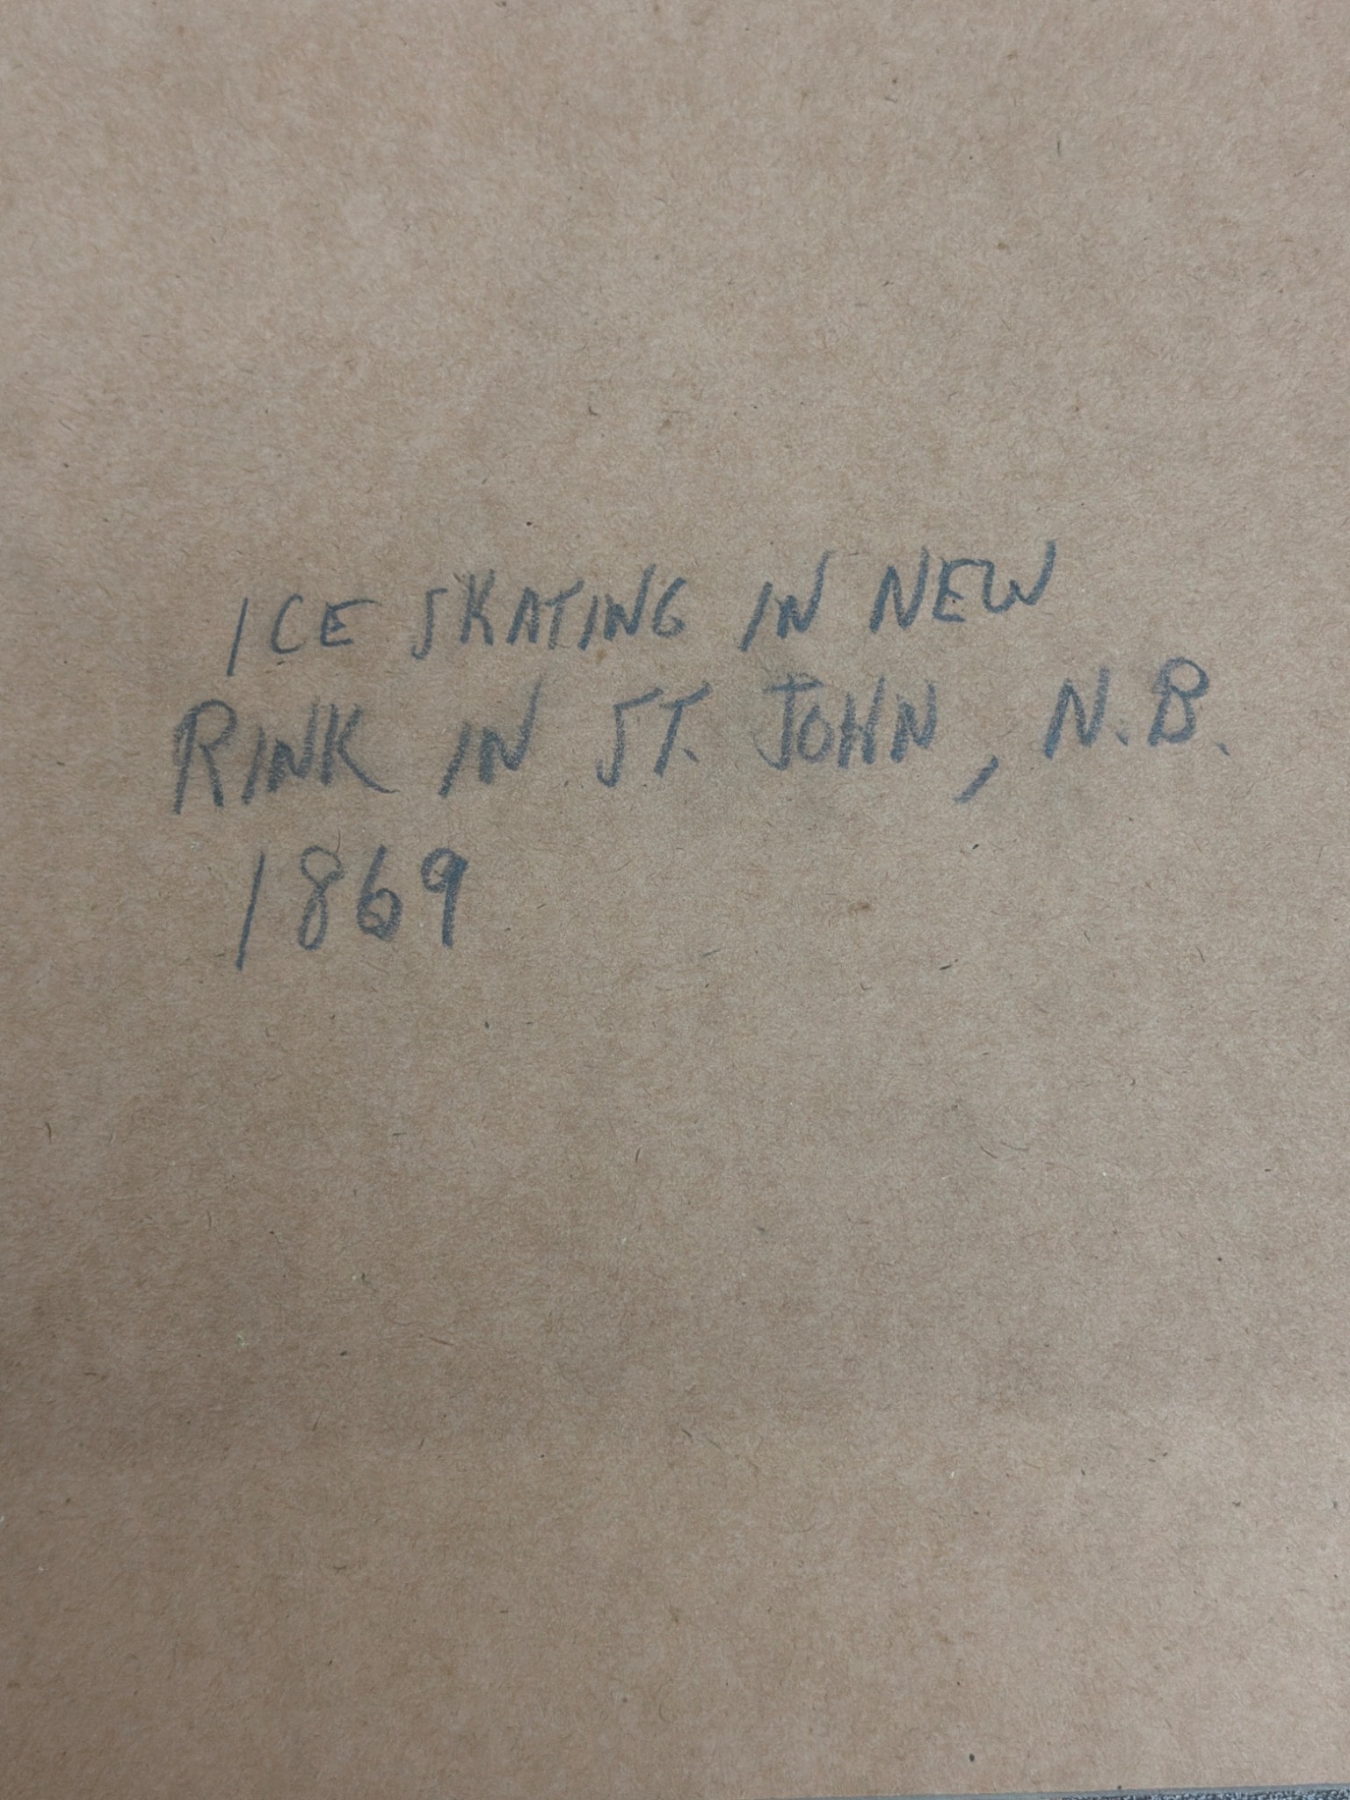 ICE SKATING IN NEW
RINK IN ST. JOHN, N.B.
1869